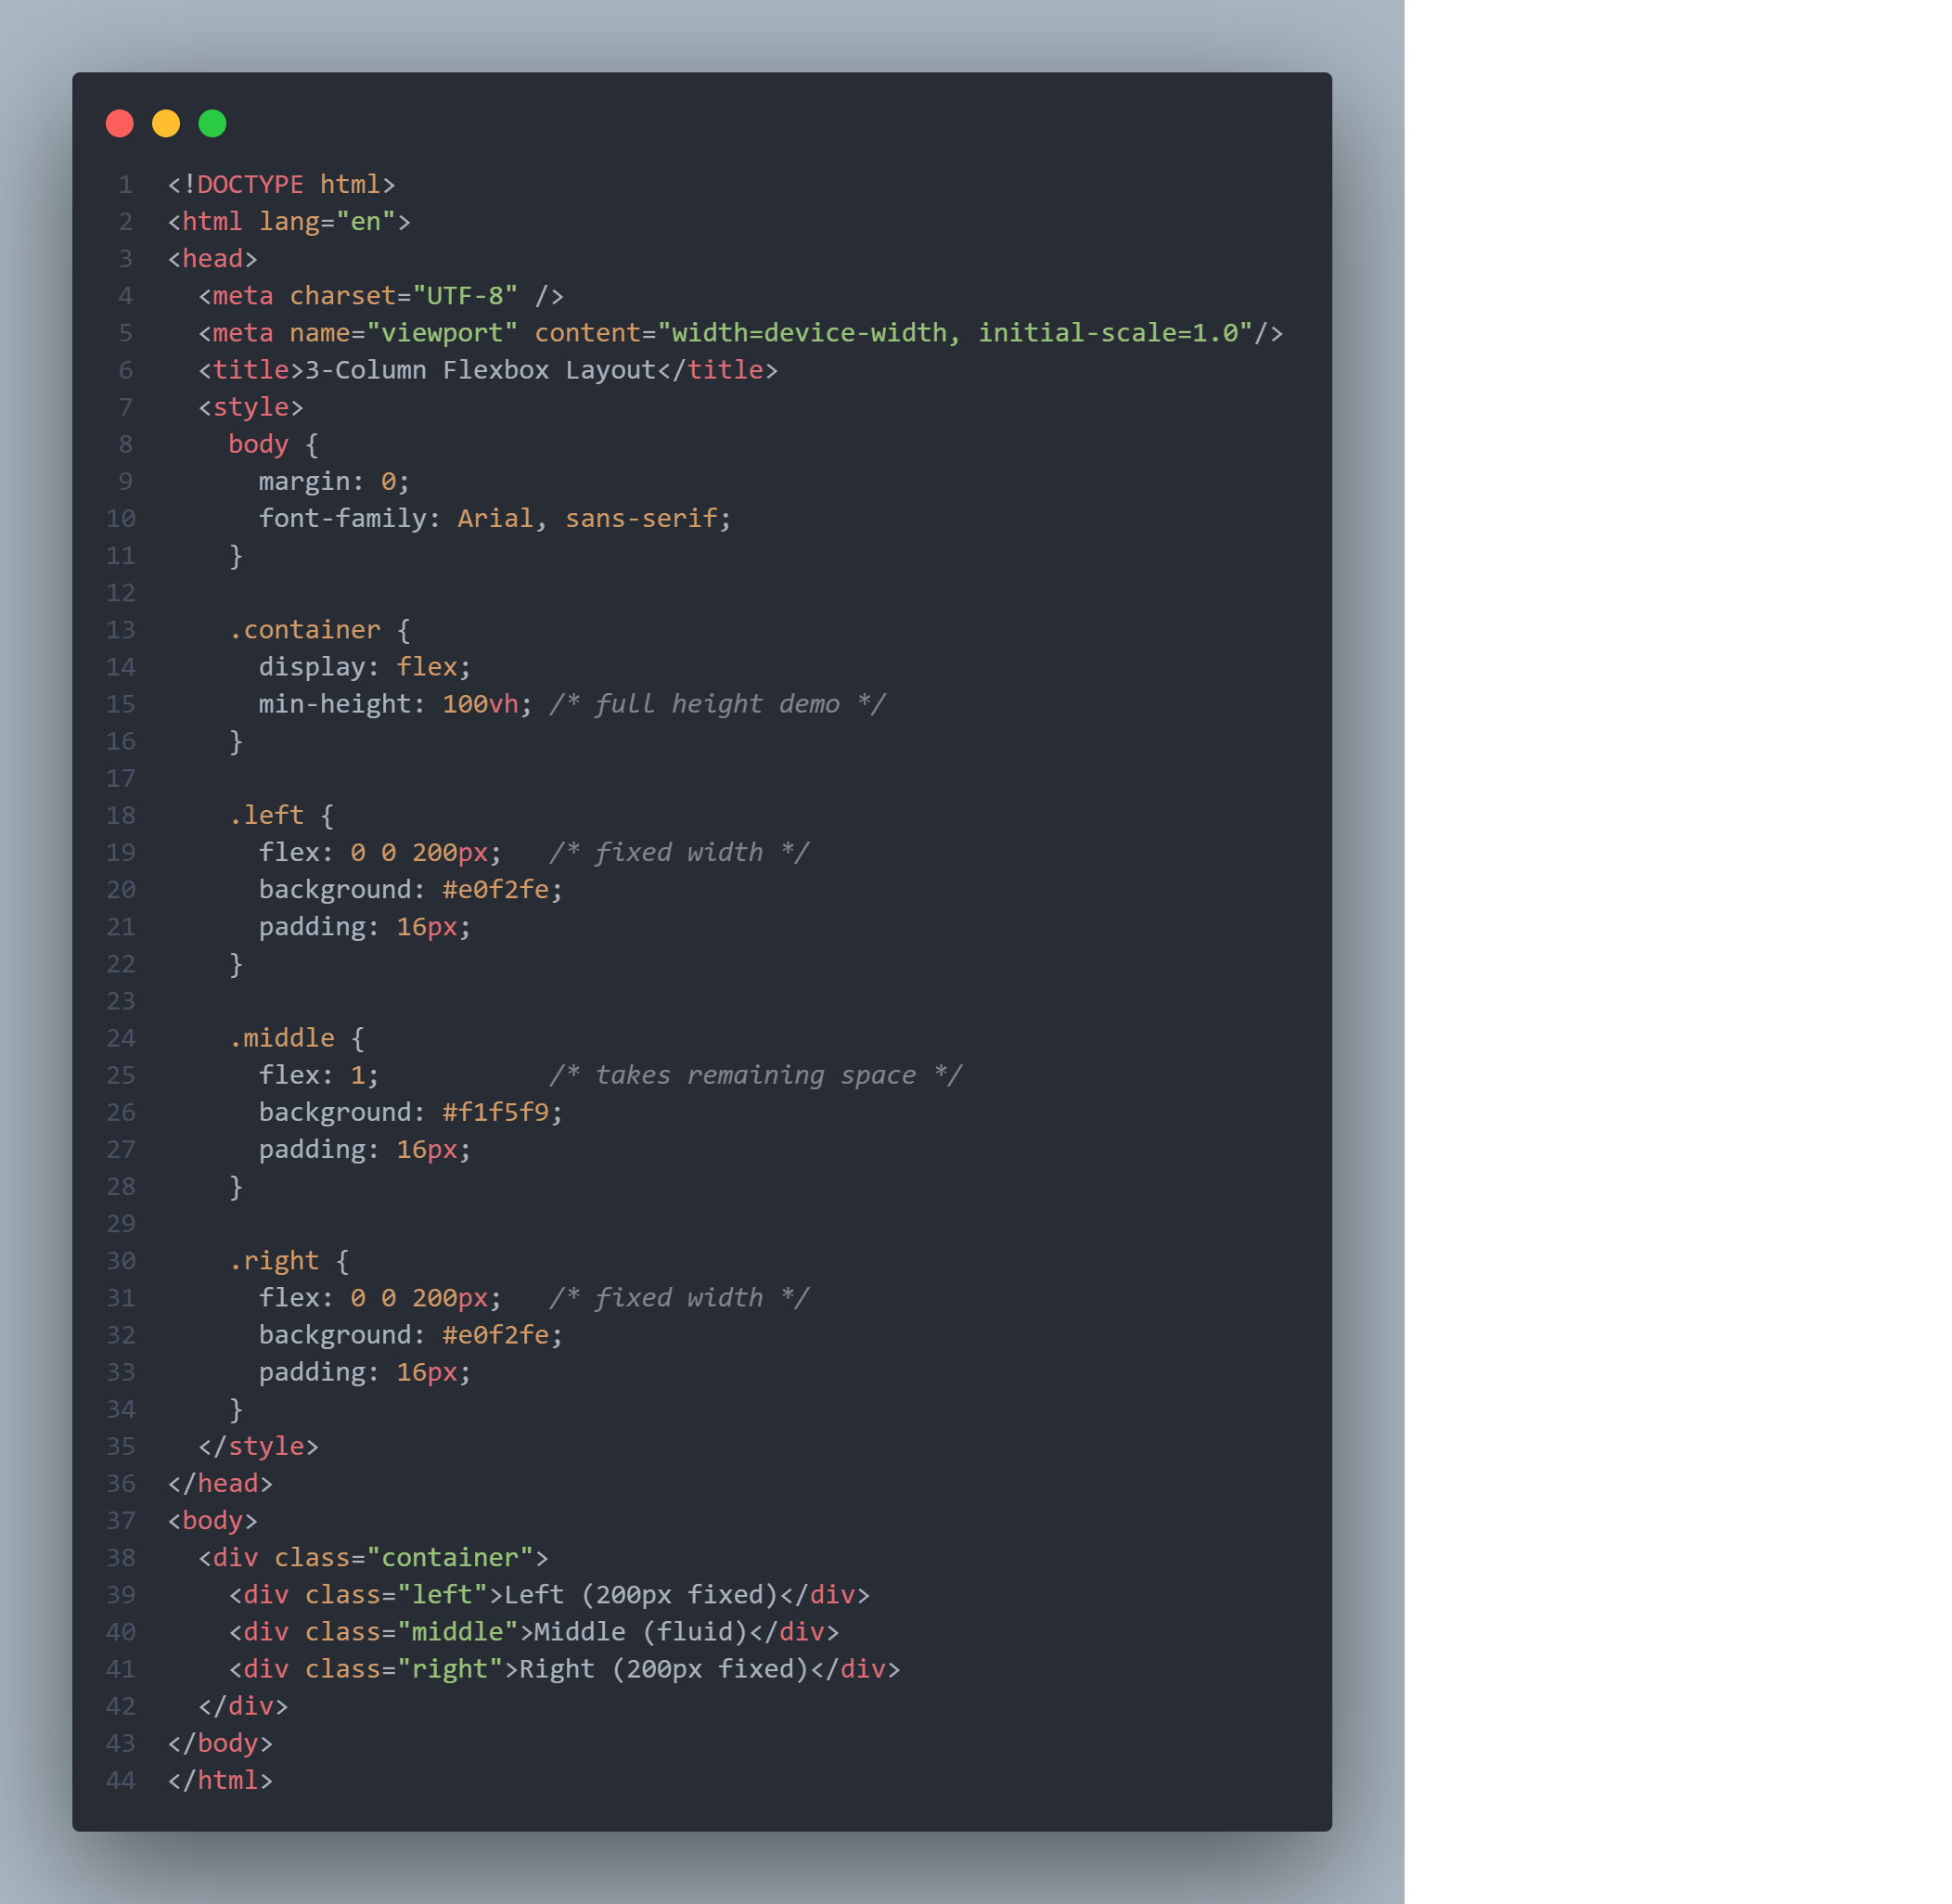 1 <!DOCTYPE html>
2 <html lang="en">
3 <head>
4   <meta charset="UTF-8" />
5   <meta name="viewport" content="width=device-width, initial-scale=1.0"/>
6   <title>3-Column Flexbox Layout</title>
7   <style>
8     body {
9       margin: 0;
10       font-family: Arial, sans-serif;
11     }
12
13     .container {
14       display: flex;
15       min-height: 100vh; /* full height demo */
16     }
17
18     .left {
19       flex: 0 0 200px;   /* fixed width */
20       background: #e0f2fe;
21       padding: 16px;
22     }
23
24     .middle {
25       flex: 1;           /* takes remaining space */
26       background: #f1f5f9;
27       padding: 16px;
28     }
29
30     .right {
31       flex: 0 0 200px;   /* fixed width */
32       background: #e0f2fe;
33       padding: 16px;
34     }
35   </style>
36 </head>
37 <body>
38   <div class="container">
39     <div class="left">Left (200px fixed)</div>
40     <div class="middle">Middle (fluid)</div>
41     <div class="right">Right (200px fixed)</div>
42   </div>
43 </body>
44 </html>